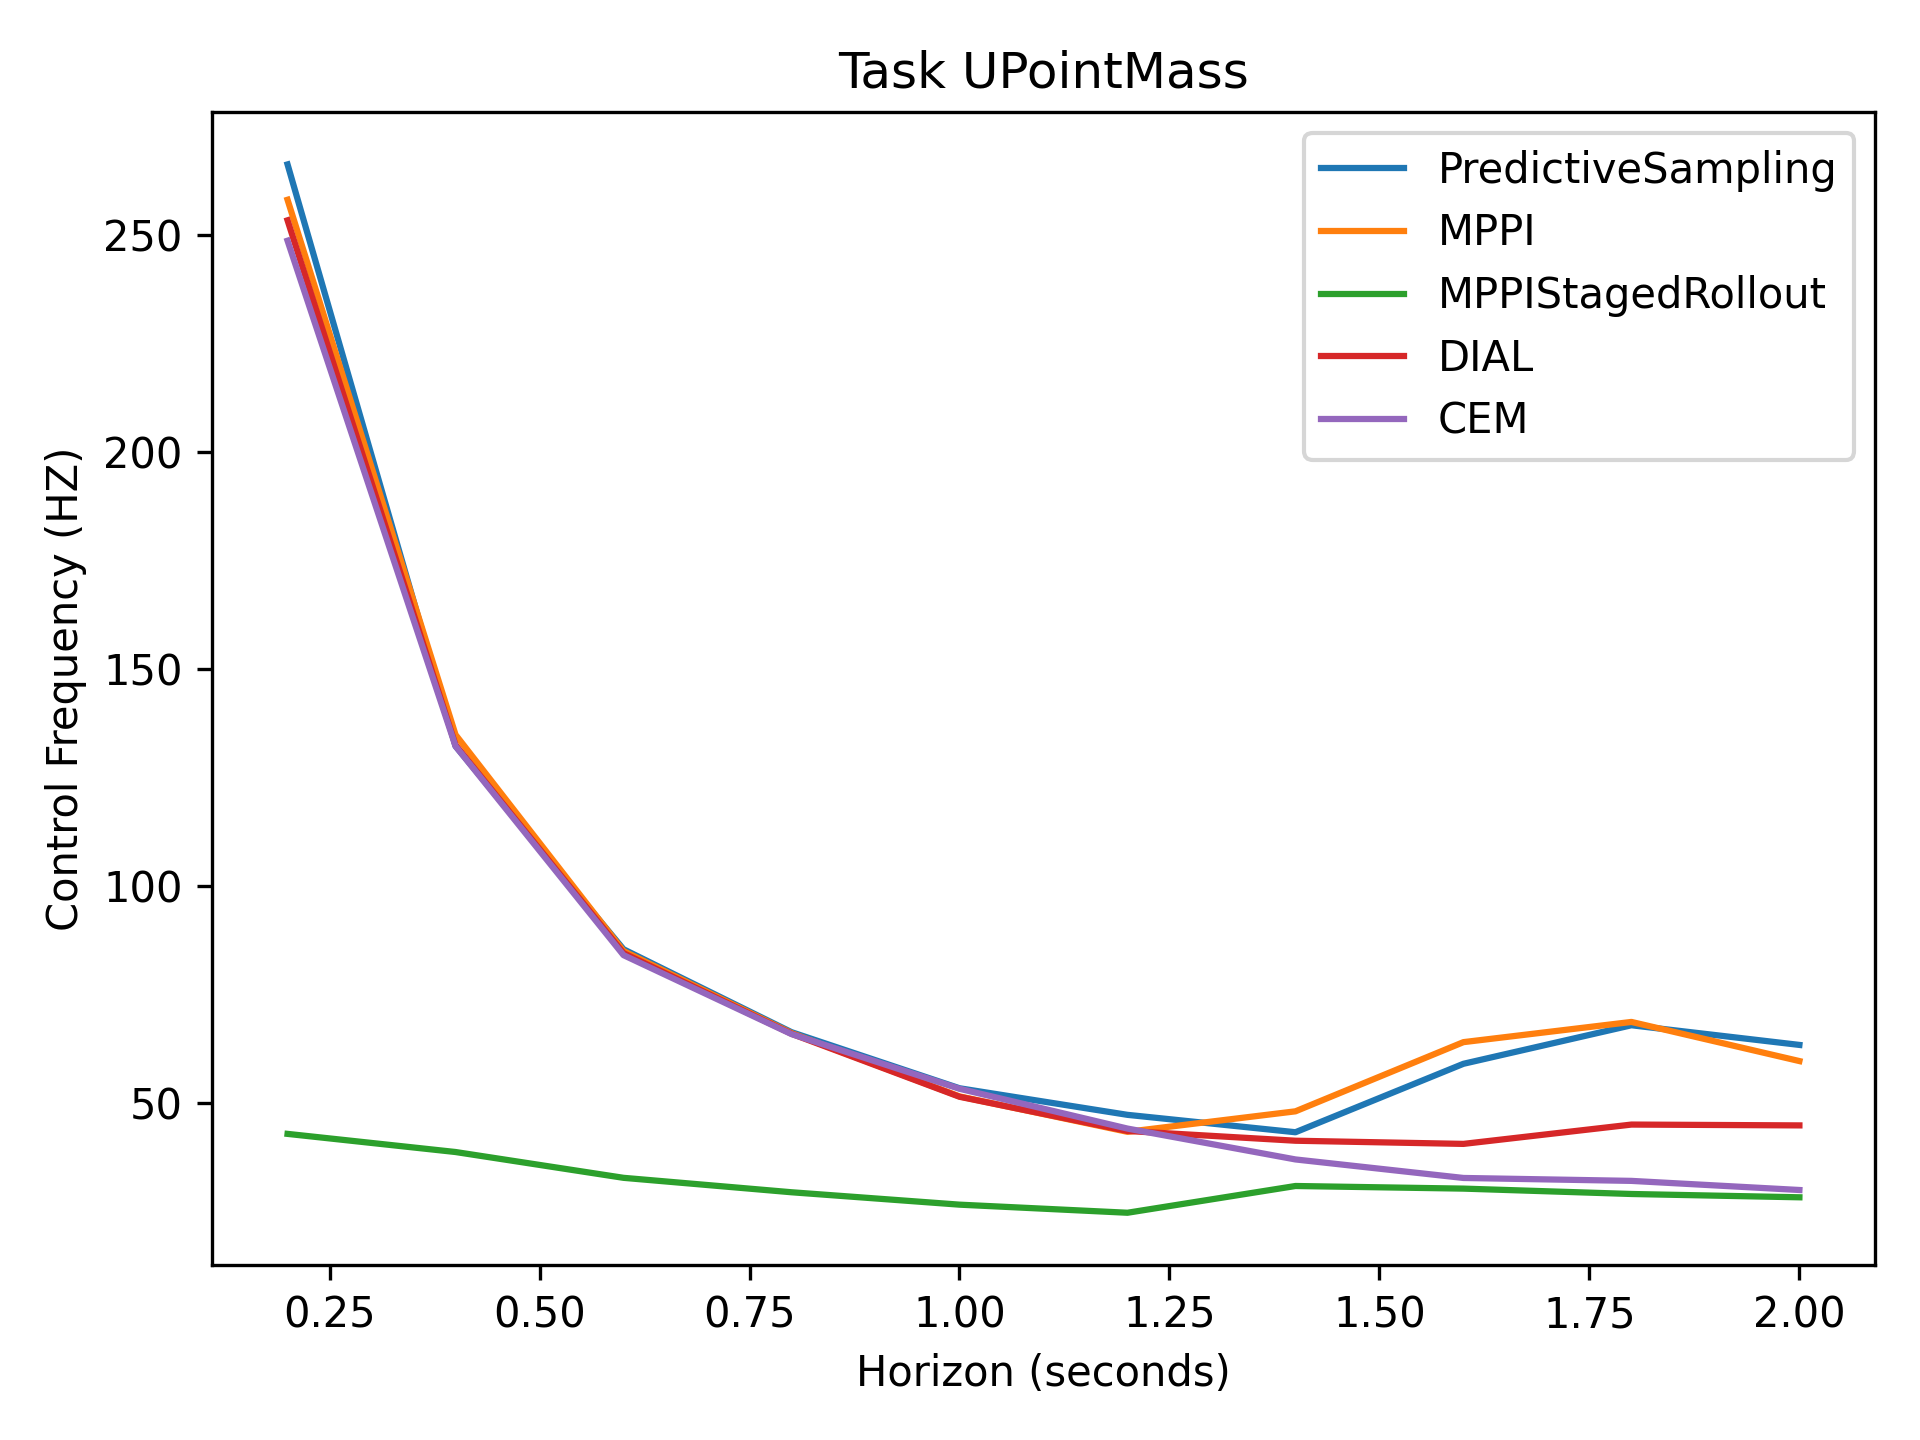 Task UPointMass
PredictiveSampling
MPPI
MPPIStagedRollout
DIAL
CEM
Control Frequency (HZ)
250
200
150
100
50
0.25 0.50 0.75 1.00 1.25 1.50 1.75 2.00
Horizon (seconds)